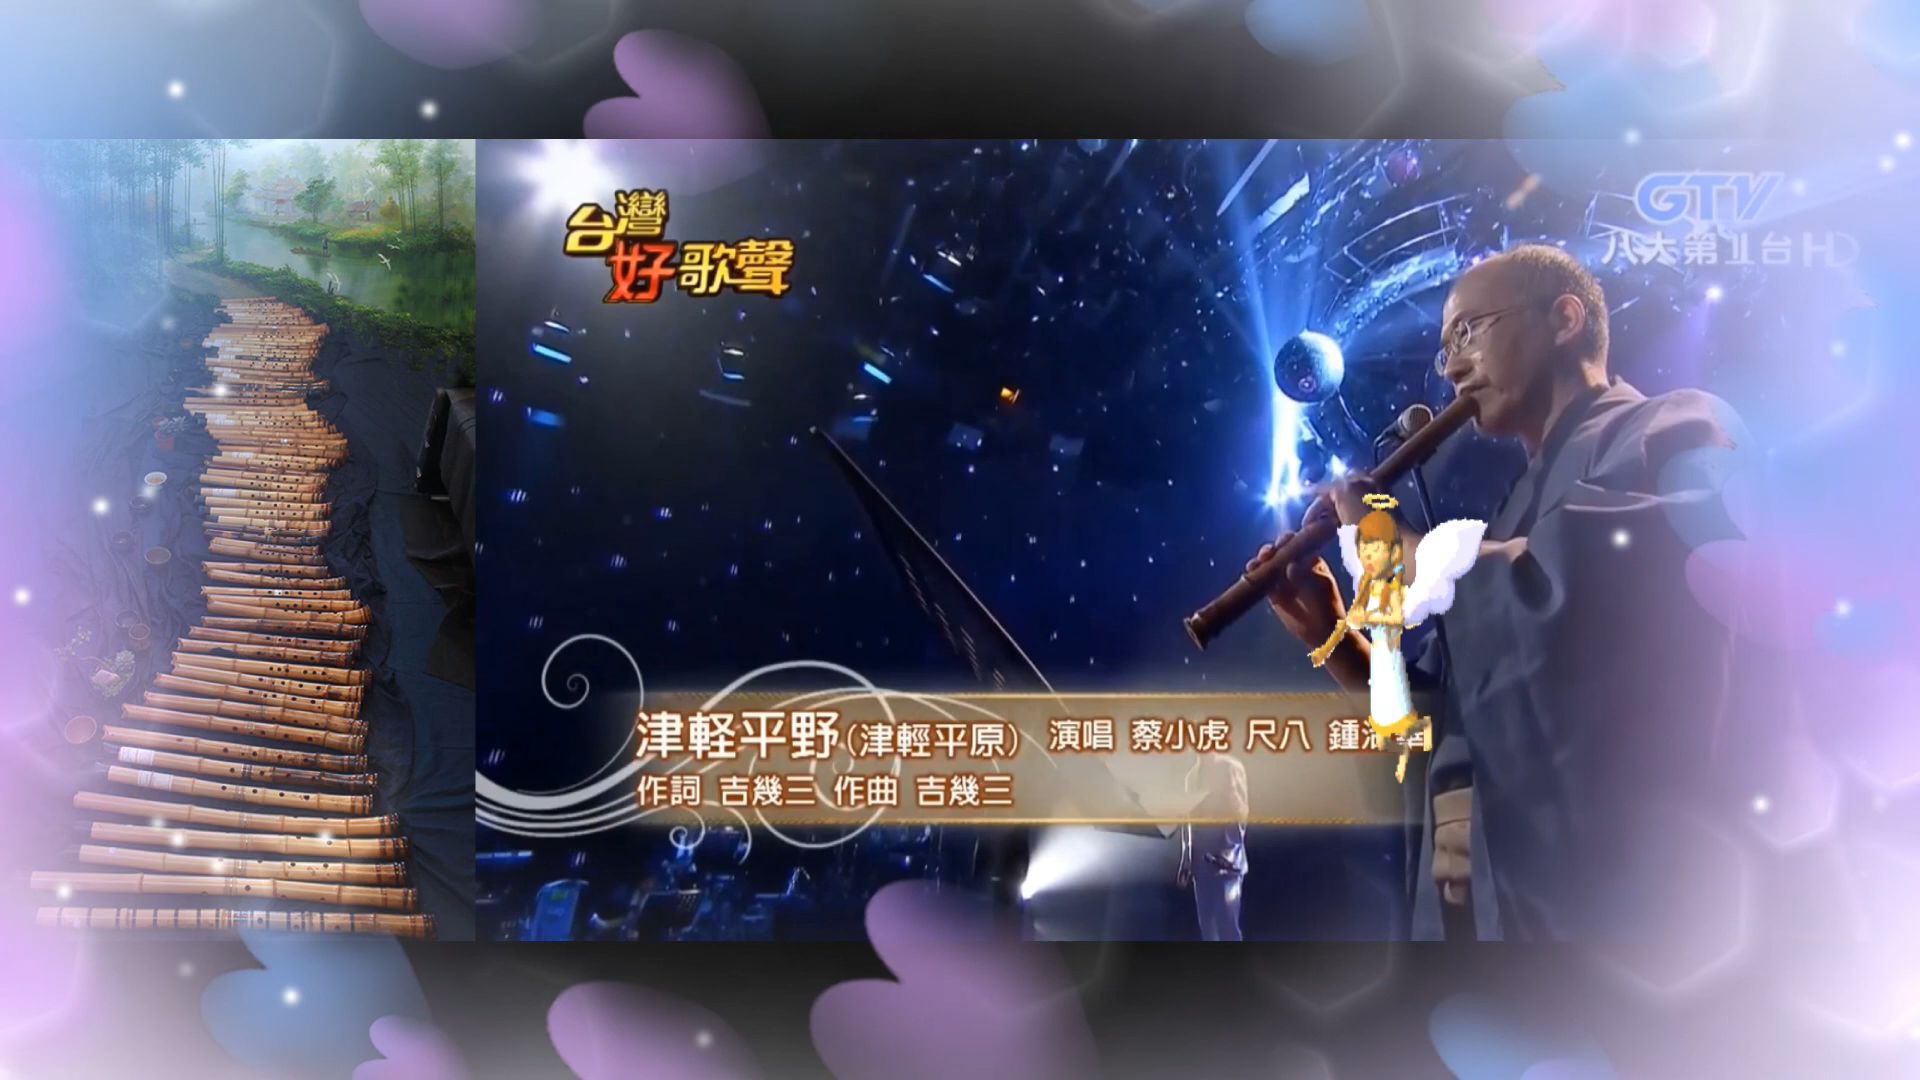 台灣
好歌聲
GTV
八大第1台HD
津軽平野(津輕平原) 演唱 蔡小虎 尺八 鍾
作詞 吉幾三 作曲 吉幾三